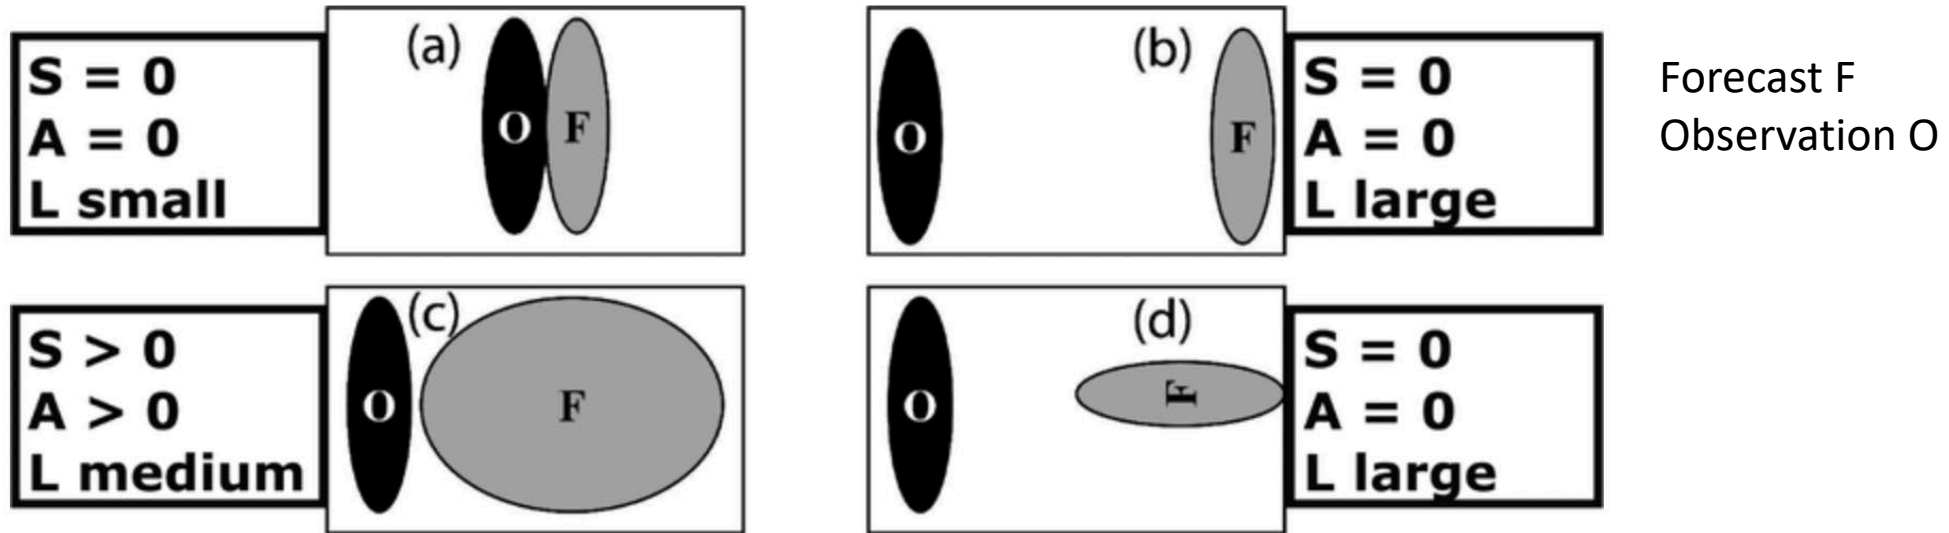 S = 0
A = 0
L small
(a)
O
F
(b)
O
F
S = 0
A = 0
L large
Forecast F
Observation O
S > 0
A > 0
L medium
(c)
O
F
(d)
O
F
S = 0
A = 0
L large